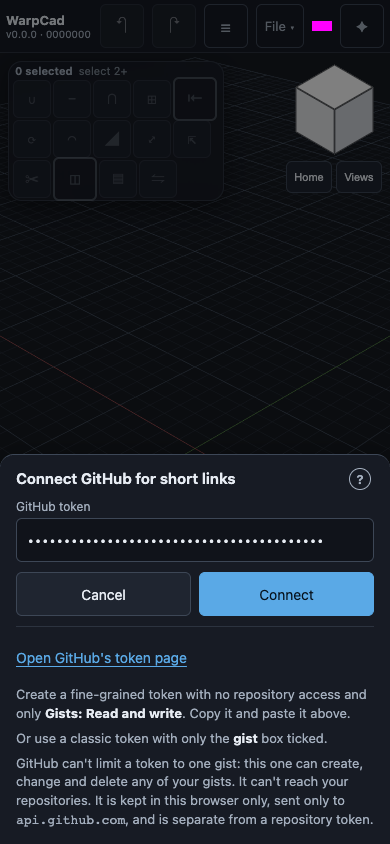 WarpCad
v0.0.0 · 0000000
File ▾
0 selected select 2+
Home
Views
Connect GitHub for short links
?
GitHub token
••••••••••••••••••••••••••••••••••••••••
Cancel
Connect
Open GitHub's token page
Create a fine-grained token with no repository access and
only Gists: Read and write. Copy it and paste it above.
Or use a classic token with only the gist box ticked.
GitHub can't limit a token to one gist: this one can create,
change and delete any of your gists. It can't reach your
repositories. It is kept in this browser only, sent only to
api.github.com, and is separate from a repository token.